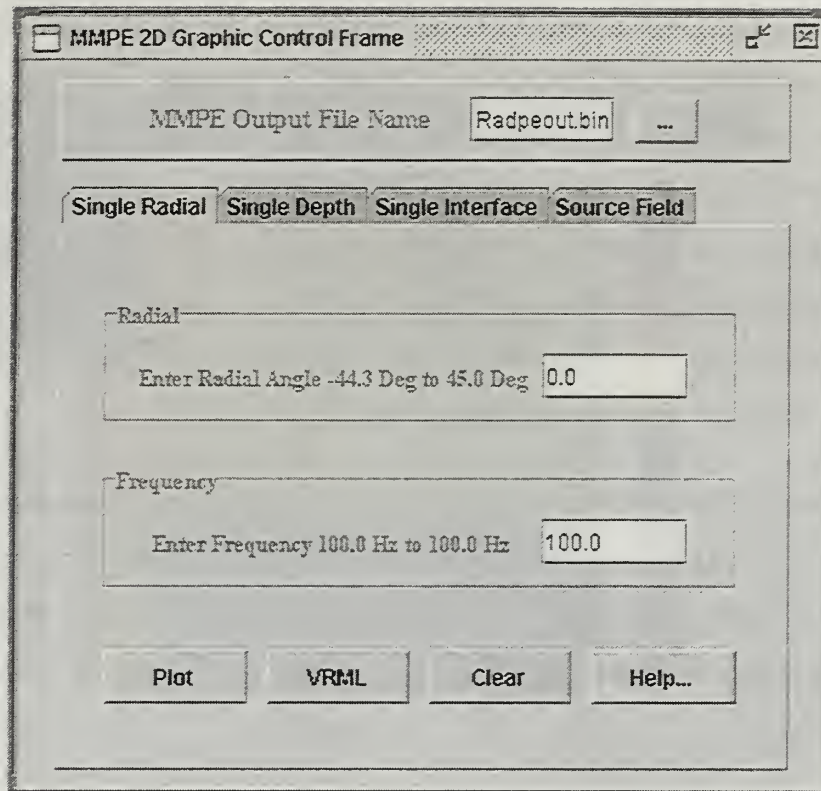 MMPE 2D Graphic Control Frame
MMPE Output File Name Radpeout.bin ...
Single Radial Single Depth Single Interface Source Field
Radial
Enter Radial Angle -44.3 Deg to 45.0 Deg 0.0
Frequency
Enter Frequency 100.0 Hz to 100.0 Hz 100.0
Plot VRML Clear Help...